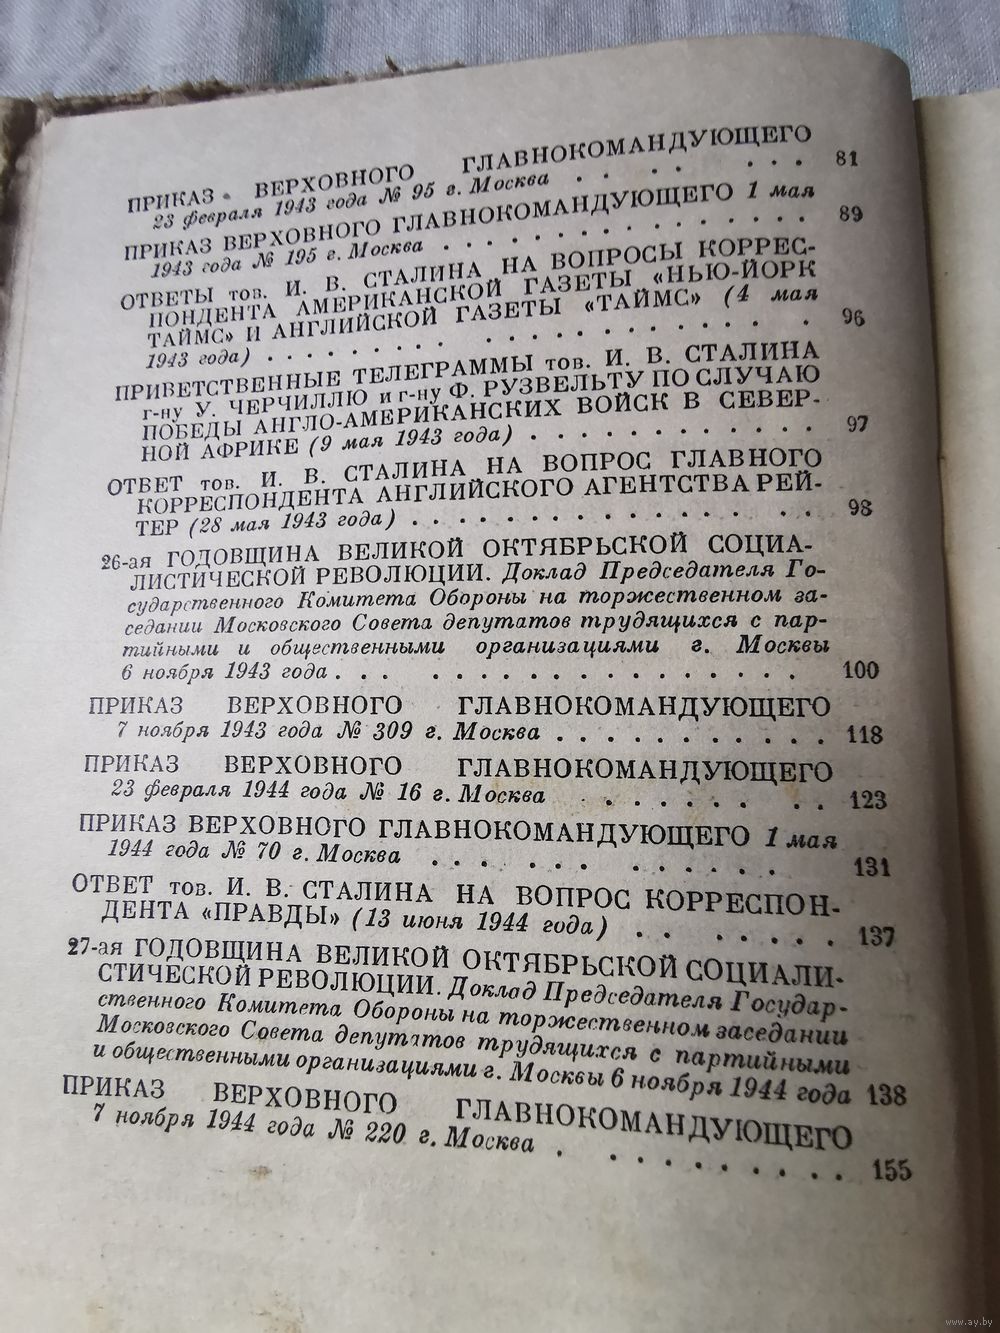 ПРИКАЗ ВЕРХОВНОГО ГЛАВНОКОМАНДУЮЩЕГО
23 февраля 1943 года № 95 г. Москва . . . . . . . 81
ПРИКАЗ ВЕРХОВНОГО ГЛАВНОКОМАНДУЮЩЕГО 1 мая
1943 года № 195 г. Москва . . . . . . . . . . . . . . 89
ОТВЕТЫ тов. И. В. СТАЛИНА НА ВОПРОСЫ КОРРЕС-
ПОНДЕНТА АМЕРИКАНСКОЙ ГАЗЕТЫ «НЬЮ-ЙОРК
ТАЙМС» И АНГЛИЙСКОЙ ГАЗЕТЫ «ТАЙМС» (4 мая
1943 года) . . . . . . . . . . . . . . . . . . . . 96
ПРИВЕТСТВЕННЫЕ ТЕЛЕГРАММЫ тов. И. В. СТАЛИНА
г-ну У. ЧЕРЧИЛЛЮ и г-ну Ф. РУЗВЕЛЬТУ ПО СЛУЧАЮ
ПОБЕДЫ АНГЛО-АМЕРИКАНСКИХ ВОЙСК В СЕВЕР-
НОЙ АФРИКЕ (9 мая 1943 года) . . . . . . . . . . . 97
ОТВЕТ тов. И. В. СТАЛИНА НА ВОПРОС ГЛАВНОГО
КОРРЕСПОНДЕНТА АНГЛИЙСКОГО АГЕНТСТВА РЕЙ-
ТЕР (28 мая 1943 года) . . . . . . . . . . . . . . . 98
26-ая ГОДОВЩИНА ВЕЛИКОЙ ОКТЯБРЬСКОЙ СОЦИА-
ЛИСТИЧЕСКОЙ РЕВОЛЮЦИИ. Доклад Председателя Го-
сударственного Комитета Обороны на торжественном за-
седании Московского Совета депутатов трудящихся с пар-
тийными и общественными организациями г. Москвы
6 ноября 1943 года . . . . . . . . . . . . . . . . . 100
ПРИКАЗ ВЕРХОВНОГО ГЛАВНОКОМАНДУЮЩЕГО
7 ноября 1943 года № 309 г. Москва . . . . . . . . . . . 118
ПРИКАЗ ВЕРХОВНОГО ГЛАВНОКОМАНДУЮЩЕГО
23 февраля 1944 года № 16 г. Москва . . . . . . . . . 123
ПРИКАЗ ВЕРХОВНОГО ГЛАВНОКОМАНДУЮЩЕГО 1 мая
1944 года № 70 г. Москва . . . . . . . . . . . . . 131
ОТВЕТ тов. И. В. СТАЛИНА НА ВОПРОС КОРРЕСПОН-
ДЕНТА «ПРАВДЫ» (13 июня 1944 года) . . . . . . . 137
27-ая ГОДОВЩИНА ВЕЛИКОЙ ОКТЯБРЬСКОЙ СОЦИАЛИ-
СТИЧЕСКОЙ РЕВОЛЮЦИИ. Доклад Председателя Государ-
ственного Комитета Обороны на торжественном заседании
Московского Совета депутатов трудящихся с партийными
и общественными организациями г. Москвы 6 ноября 1944 года 138
ПРИКАЗ ВЕРХОВНОГО ГЛАВНОКОМАНДУЮЩЕГО
7 ноября 1944 года № 220 г. Москва . . . . . . . . . . 155
www.ay.by